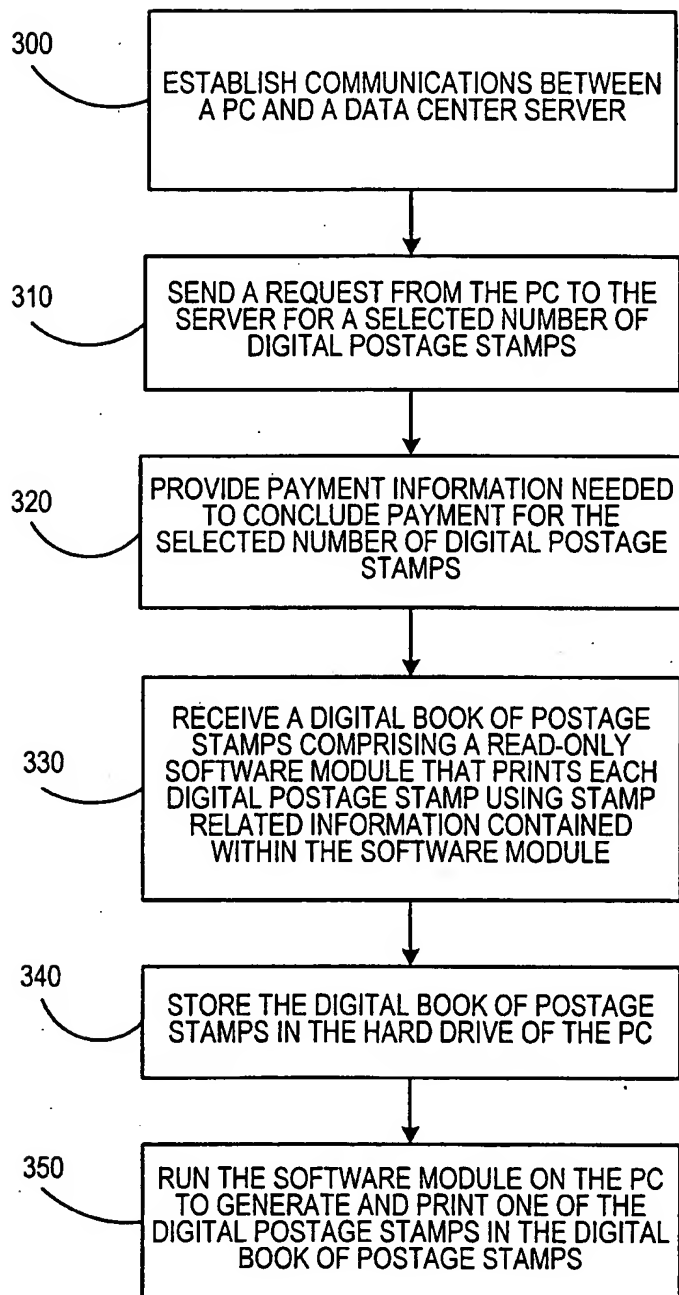 300
ESTABLISH COMMUNICATIONS BETWEEN
A PC AND A DATA CENTER SERVER
310
SEND A REQUEST FROM THE PC TO THE
SERVER FOR A SELECTED NUMBER OF
DIGITAL POSTAGE STAMPS
320
PROVIDE PAYMENT INFORMATION NEEDED
TO CONCLUDE PAYMENT FOR THE
SELECTED NUMBER OF DIGITAL POSTAGE
STAMPS
330
RECEIVE A DIGITAL BOOK OF POSTAGE
STAMPS COMPRISING A READ-ONLY
SOFTWARE MODULE THAT PRINTS EACH
DIGITAL POSTAGE STAMP USING STAMP
RELATED INFORMATION CONTAINED
WITHIN THE SOFTWARE MODULE
340
STORE THE DIGITAL BOOK OF POSTAGE
STAMPS IN THE HARD DRIVE OF THE PC
350
RUN THE SOFTWARE MODULE ON THE PC
TO GENERATE AND PRINT ONE OF THE
DIGITAL POSTAGE STAMPS IN THE DIGITAL
BOOK OF POSTAGE STAMPS